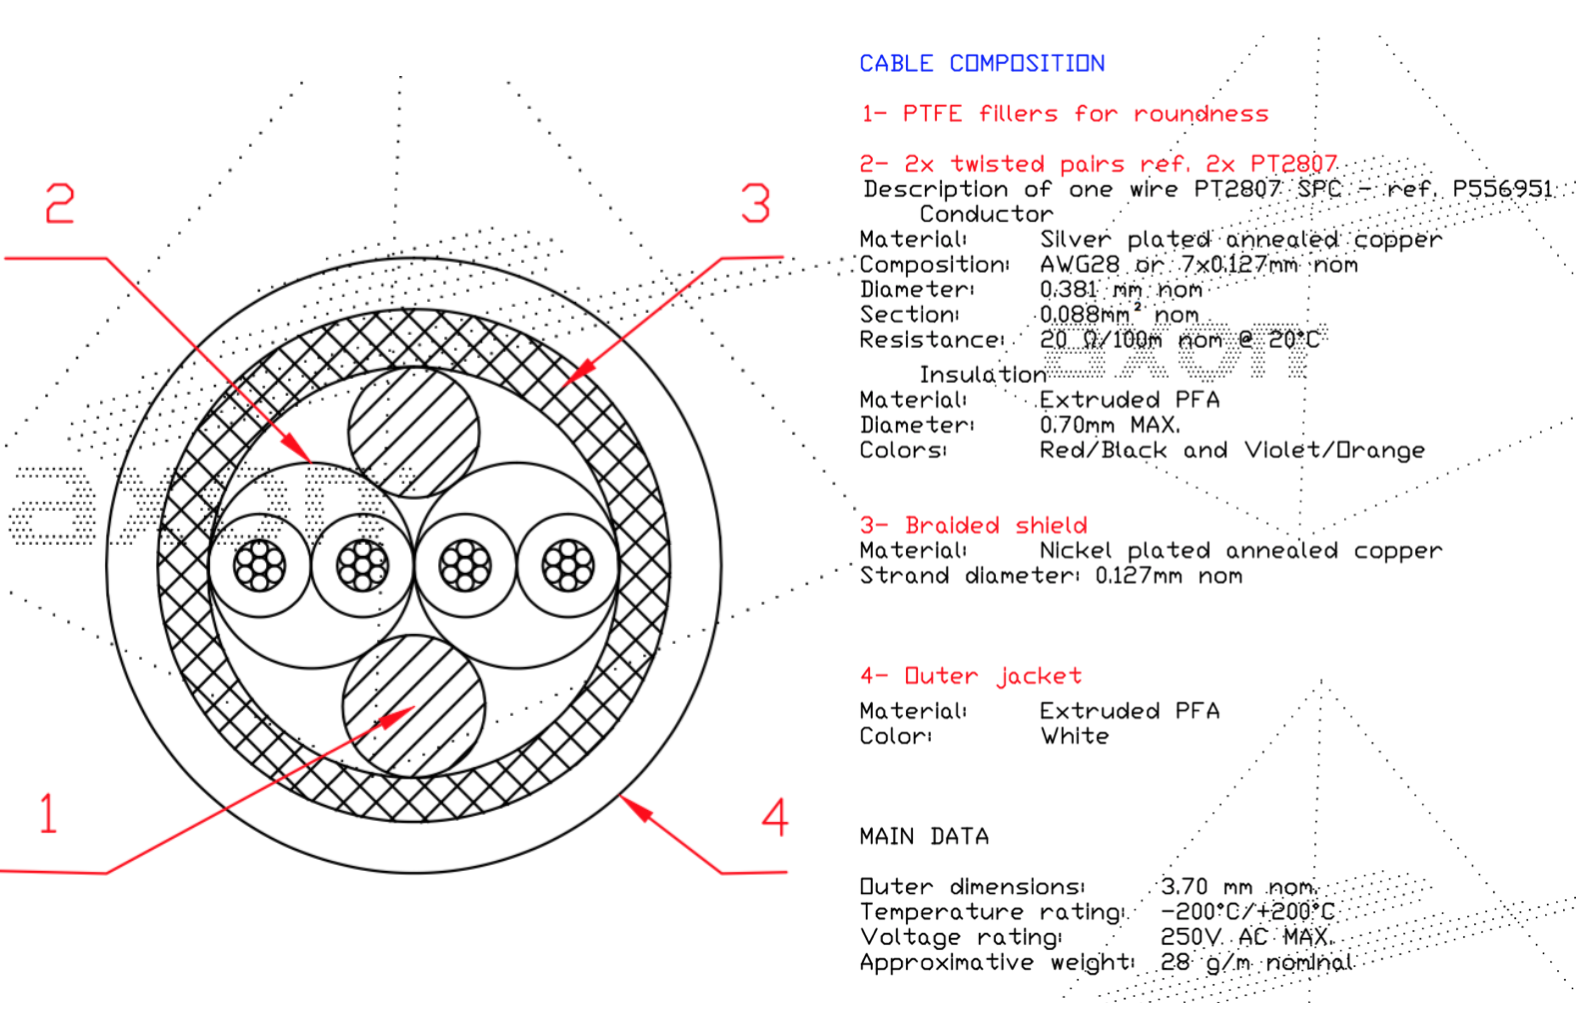 2
3
1
4
axon
CABLE COMPOSITION
1- PTFE fillers for roundness
2- 2x twisted pairs ref. 2x PT2807
Description of one wire PT2807 SPC - ref. P556951
Conductor
Material: Silver plated annealed copper
Composition: AWG28 or 7x0.127mm nom
Diameter: 0.381 mm nom
Section: 0.088mm² nom
Resistance: 20 Ω/100m nom @ 20°C
axon
Insulation
Material: Extruded PFA
Diameter: 0.70mm MAX.
Colors: Red/Black and Violet/Orange
3- Braided shield
Material: Nickel plated annealed copper
Strand diameter: 0.127mm nom
4- Outer jacket
Material: Extruded PFA
Color: White
MAIN DATA
Outer dimensions: 3.70 mm nom.
Temperature rating: -200°C/+200°C
Voltage rating: 250V AC MAX.
Approximative weight: 28 g/m nominal